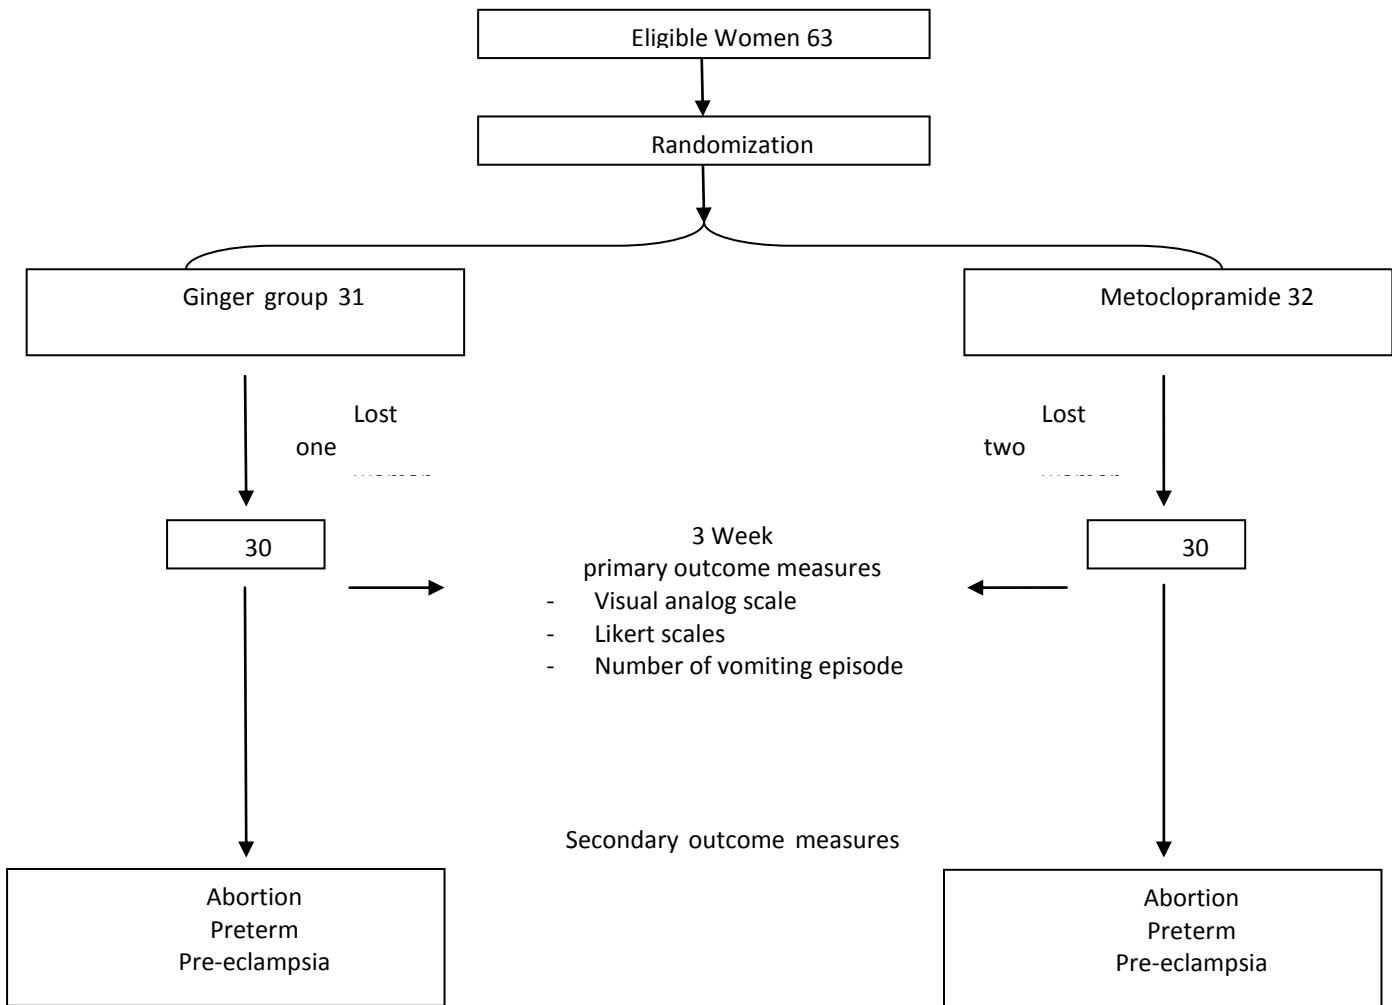 Eligible Women 63
Randomization
Ginger group 31
Metoclopramide 32
Lost
one
Lost
two
30
30
3 Week
primary outcome measures
- Visual analog scale
- Likert scales
- Number of vomiting episode
Secondary outcome measures
Abortion
Preterm
Pre-eclampsia
Abortion
Preterm
Pre-eclampsia